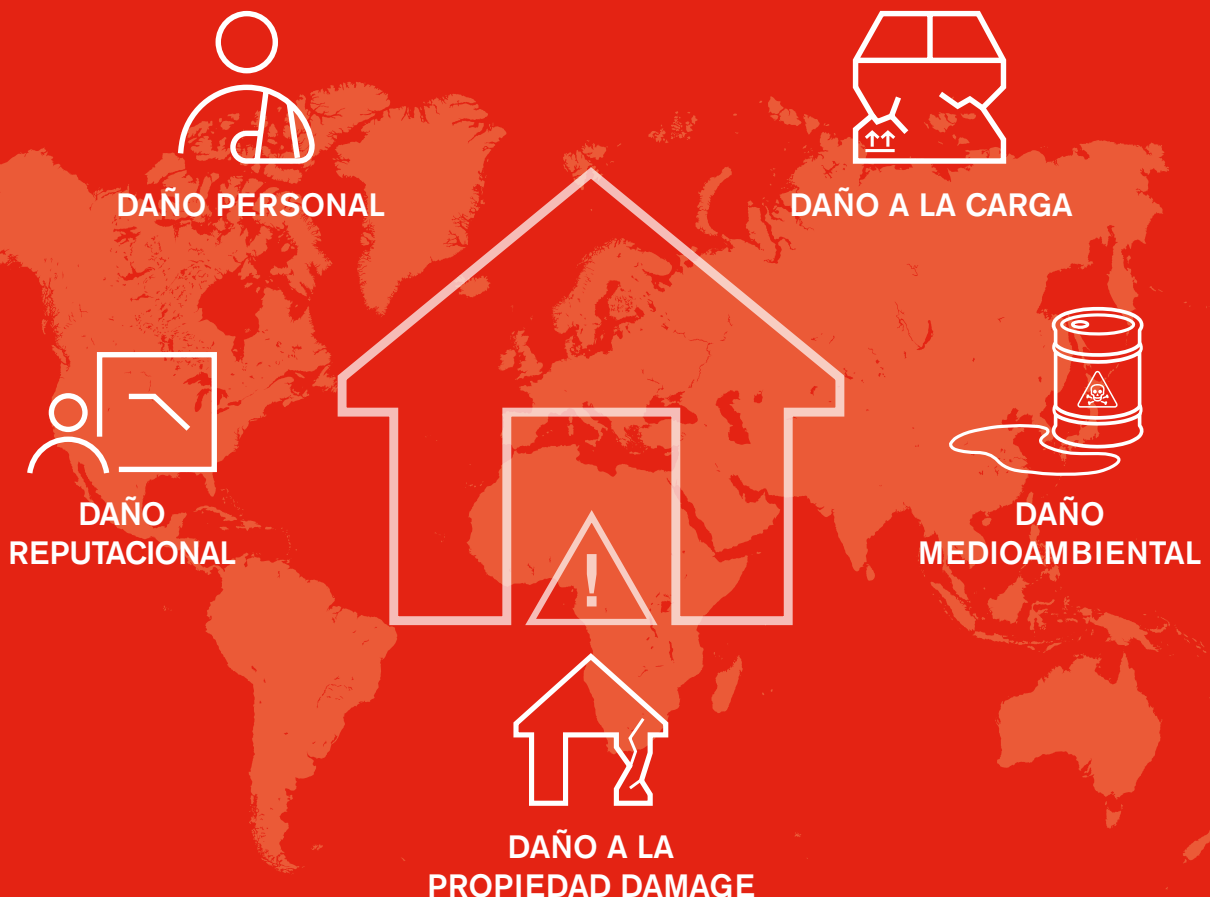 DAÑO PERSONAL
DAÑO A LA CARGA
DAÑO
REPUTACIONAL
DAÑO
MEDIOAMBIENTAL
!
DAÑO A LA
PROPIEDAD DAMAGE